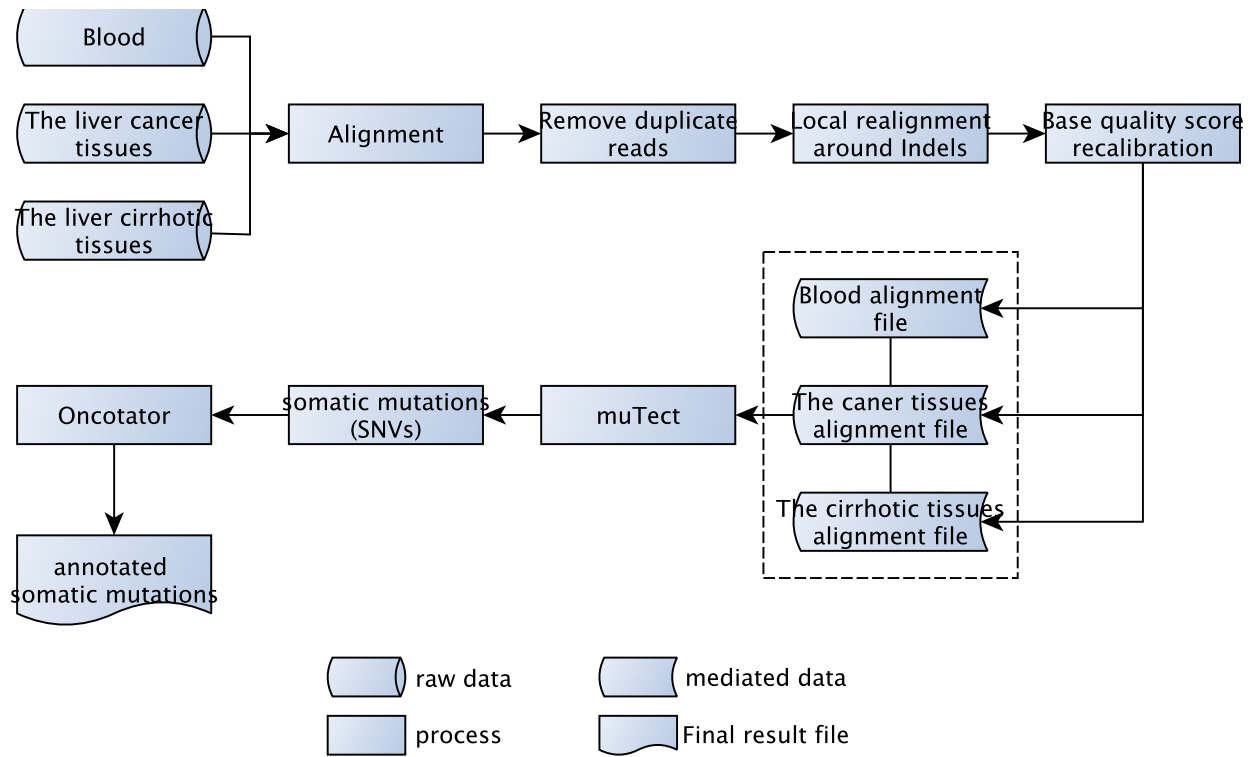 Blood
The liver cancer
tissues
The liver cirrhotic
tissues
Alignment
Remove duplicate
reads
Local realignment
around Indels
Base quality score
recalibration
Blood alignment
file
The caner tissues
alignment file
The cirrhotic tissues
alignment file
muTect
somatic mutations
(SNVs)
Oncotator
annotated
somatic mutations
raw data
mediated data
process
Final result file